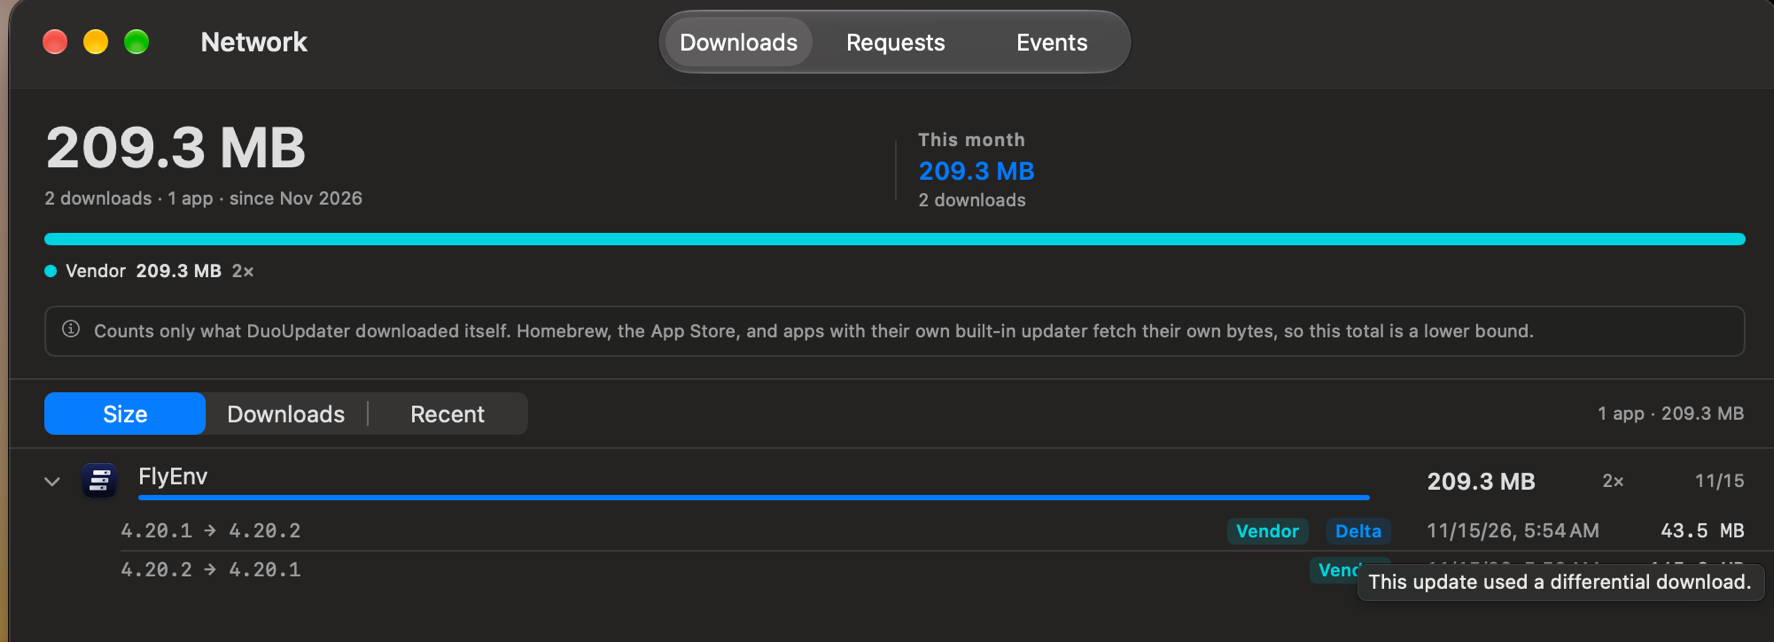 Network
Downloads Requests Events
209.3 MB
2 downloads · 1 app · since Nov 2026
This month
209.3 MB
2 downloads
Vendor 209.3 MB 2×
Counts only what DuoUpdater downloaded itself. Homebrew, the App Store, and apps with their own built-in updater fetch their own bytes, so this total is a lower bound.
Size Downloads Recent
1 app · 209.3 MB
FlyEnv
209.3 MB 2× 11/15
4.20.1 → 4.20.2 Vendor Delta 11/15/26, 5:54 AM 43.5 MB
4.20.2 → 4.20.1
This update used a differential download.